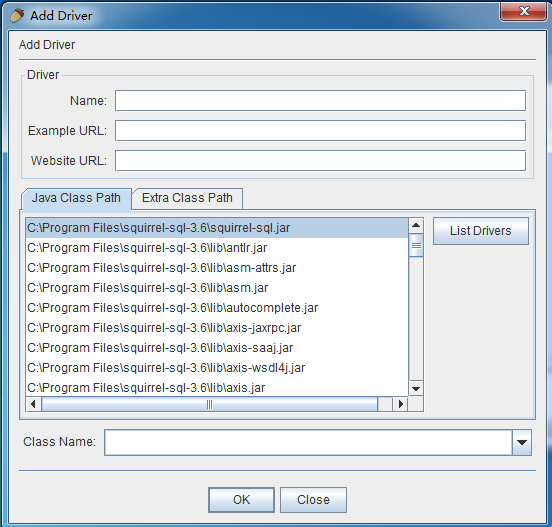 Add Driver
Add Driver
Driver
Name:
Example URL:
Website URL:
Java Class Path Extra Class Path
C:\Program Files\squirrel-sql-3.6\squirrel-sql.jar
List Drivers
C:\Program Files\squirrel-sql-3.6\lib\antlr.jar
C:\Program Files\squirrel-sql-3.6\lib\asm-attrs.jar
C:\Program Files\squirrel-sql-3.6\lib\asm.jar
C:\Program Files\squirrel-sql-3.6\lib\autocomplete.jar
C:\Program Files\squirrel-sql-3.6\lib\axis-jaxrpc.jar
C:\Program Files\squirrel-sql-3.6\lib\axis-saaj.jar
C:\Program Files\squirrel-sql-3.6\lib\axis-wsdl4j.jar
C:\Program Files\squirrel-sql-3.6\lib\axis.jar
Class Name:
OK Close